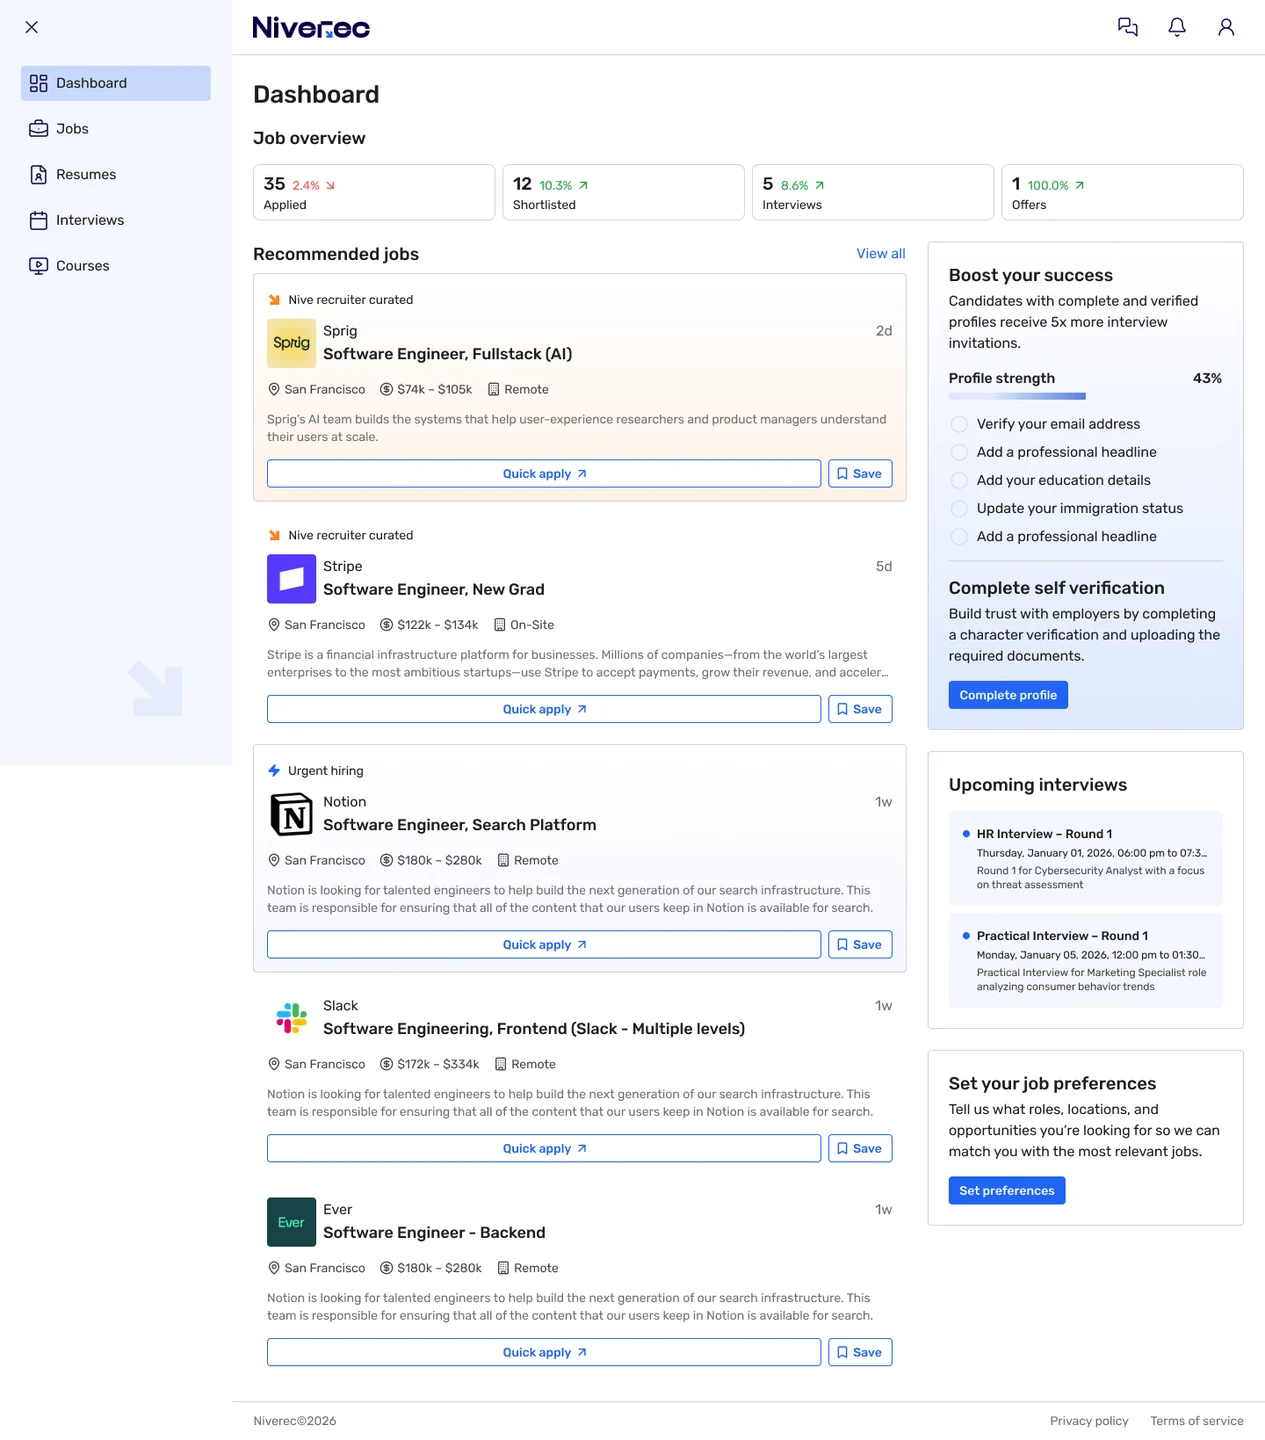 Niverec
Dashboard
Jobs
Resumes
Interviews
Courses
Dashboard
Job overview
35 2.4%
Applied
12 10.3%
Shortlisted
5 8.6%
Interviews
1 100.0%
Offers
Recommended jobs
View all
Nive recruiter curated
Sprig
Sprig
2d
Software Engineer, Fullstack (AI)
San Francisco $74k – $105k Remote
Sprig’s AI team builds the systems that help user-experience researchers and product managers understand
their users at scale.
Quick apply
Save
Nive recruiter curated
Stripe
5d
Software Engineer, New Grad
San Francisco $122k – $134k On-Site
Stripe is a financial infrastructure platform for businesses. Millions of companies—from the world’s largest
enterprises to the most ambitious startups—use Stripe to accept payments, grow their revenue, and acceler...
Quick apply
Save
Urgent hiring
N
Notion
1w
Software Engineer, Search Platform
San Francisco $180k – $280k Remote
Notion is looking for talented engineers to help build the next generation of our search infrastructure. This
team is responsible for ensuring that all of the content that our users keep in Notion is available for search.
Quick apply
Save
Slack
1w
Software Engineering, Frontend (Slack - Multiple levels)
San Francisco $172k – $334k Remote
Notion is looking for talented engineers to help build the next generation of our search infrastructure. This
team is responsible for ensuring that all of the content that our users keep in Notion is available for search.
Quick apply
Save
Ever
Ever
1w
Software Engineer - Backend
San Francisco $180k – $280k Remote
Notion is looking for talented engineers to help build the next generation of our search infrastructure. This
team is responsible for ensuring that all of the content that our users keep in Notion is available for search.
Quick apply
Save
Boost your success
Candidates with complete and verified
profiles receive 5x more interview
invitations.
Profile strength 43%
Verify your email address
Add a professional headline
Add your education details
Update your immigration status
Add a professional headline
Complete self verification
Build trust with employers by completing
a character verification and uploading the
required documents.
Complete profile
Upcoming interviews
HR Interview – Round 1
Thursday, January 01, 2026, 06:00 pm to 07:3...
Round 1 for Cybersecurity Analyst with a focus
on threat assessment
Practical Interview – Round 1
Monday, January 05, 2026, 12:00 pm to 01:30...
Practical Interview for Marketing Specialist role
analyzing consumer behavior trends
Set your job preferences
Tell us what roles, locations, and
opportunities you’re looking for so we can
match you with the most relevant jobs.
Set preferences
Niverec©2026
Privacy policy
Terms of service